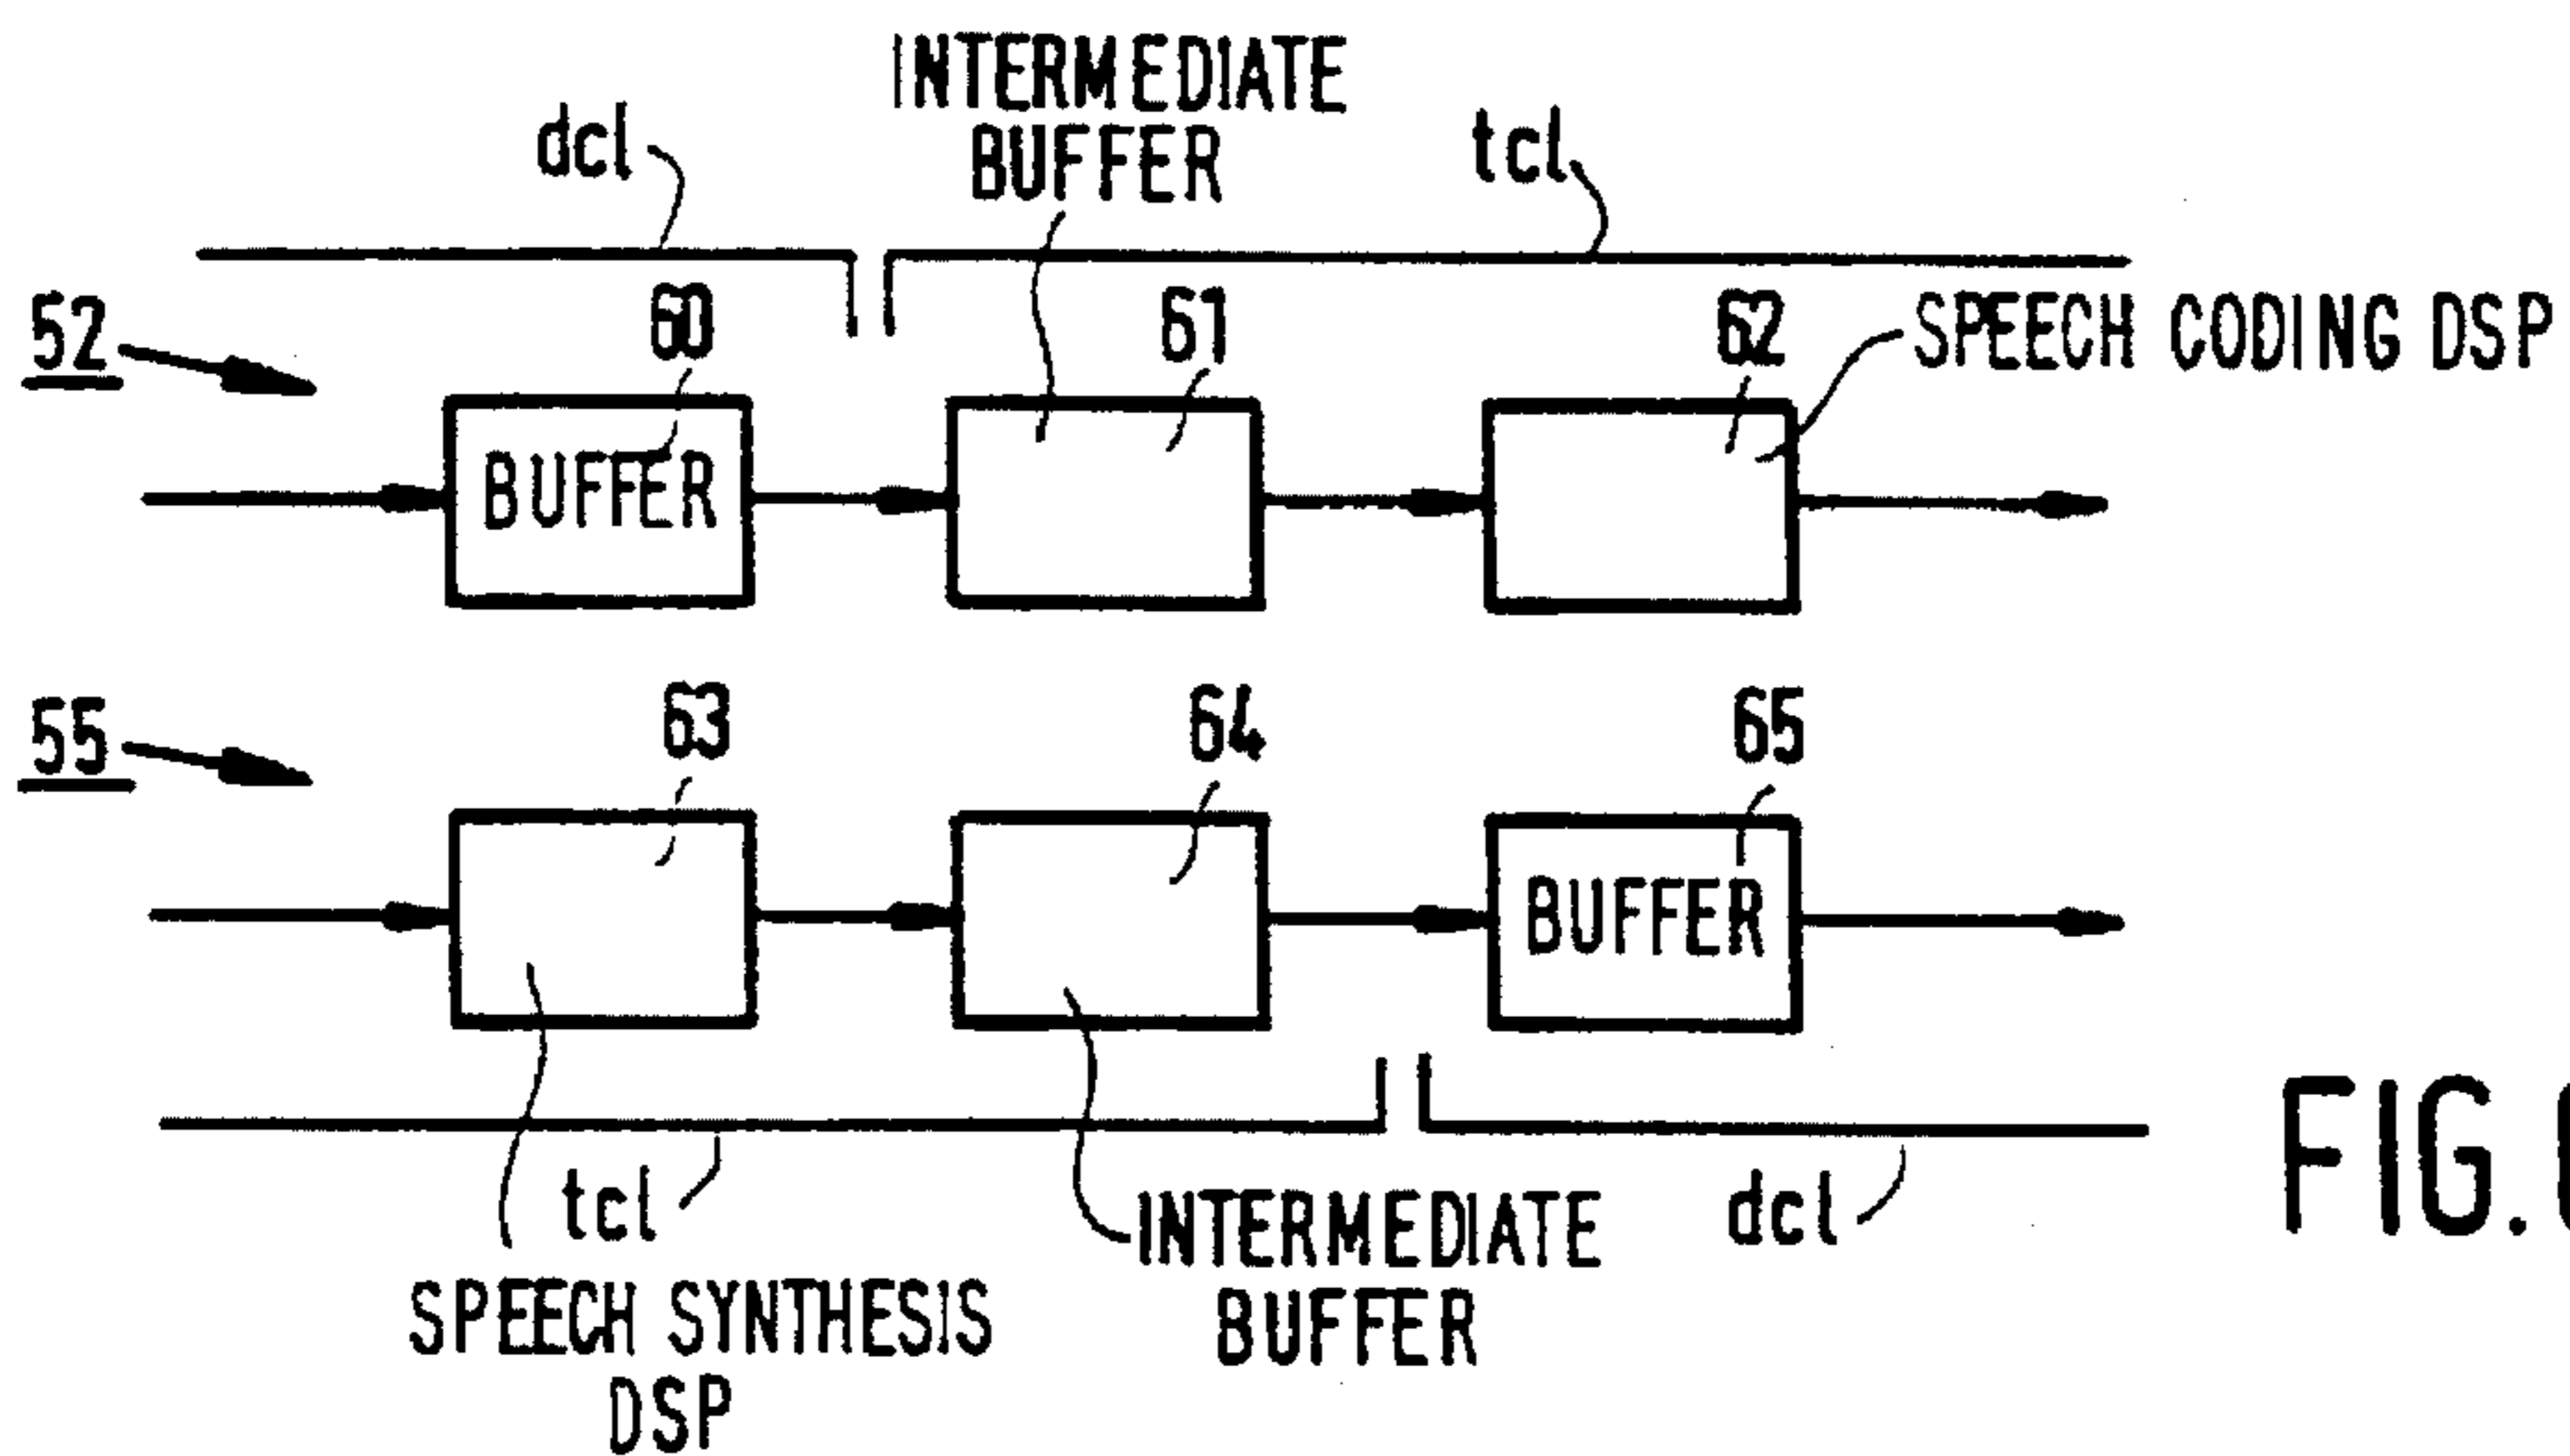 INTERMEDIATE
BUFFER
dcl
tcl
52
60
61
62
SPEECH CODING DSP
BUFFER
55
63
64
65
BUFFER
tcl
SPEECH SYNTHESIS
DSP
INTERMEDIATE
BUFFER
dcl
FIG.